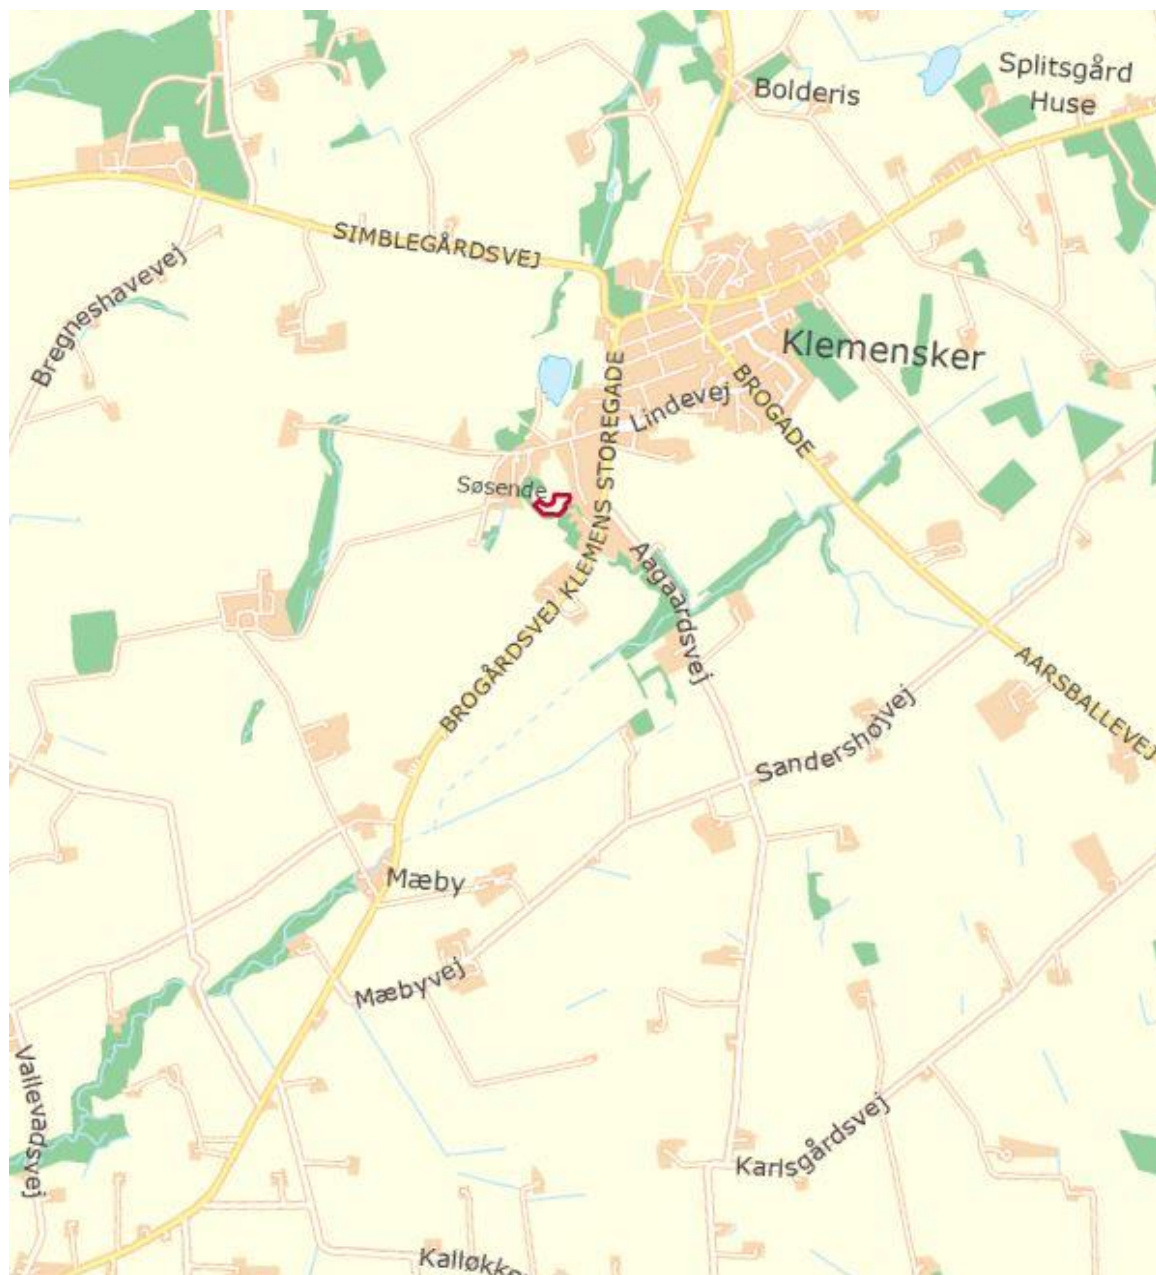 Splitsgård
Huse
Bolderis
SIMBLEGÅRDSVEJ
Bregneshavevej
Klemensker
BROGADE
Lindevej
KLEMENS STOREGADE
Søsende
Aagaardsvej
BROGÅRDSVEJ
AARSBALLEVEJ
Sandershøjvej
Mæby
Mæbyvej
Vallevadsvej
Karlsgårdsvej